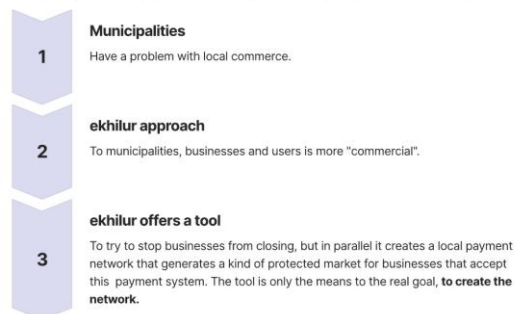 1
Municipalities
Have a problem with local commerce.
2
ekhilur approach
To municipalities, businesses and users is more "commercial".
3
ekhilur offers a tool
To try to stop businesses from closing, but in parallel it creates a local payment
network that generates a kind of protected market for businesses that accept
this payment system. The tool is only the means to the real goal, to create the
network.